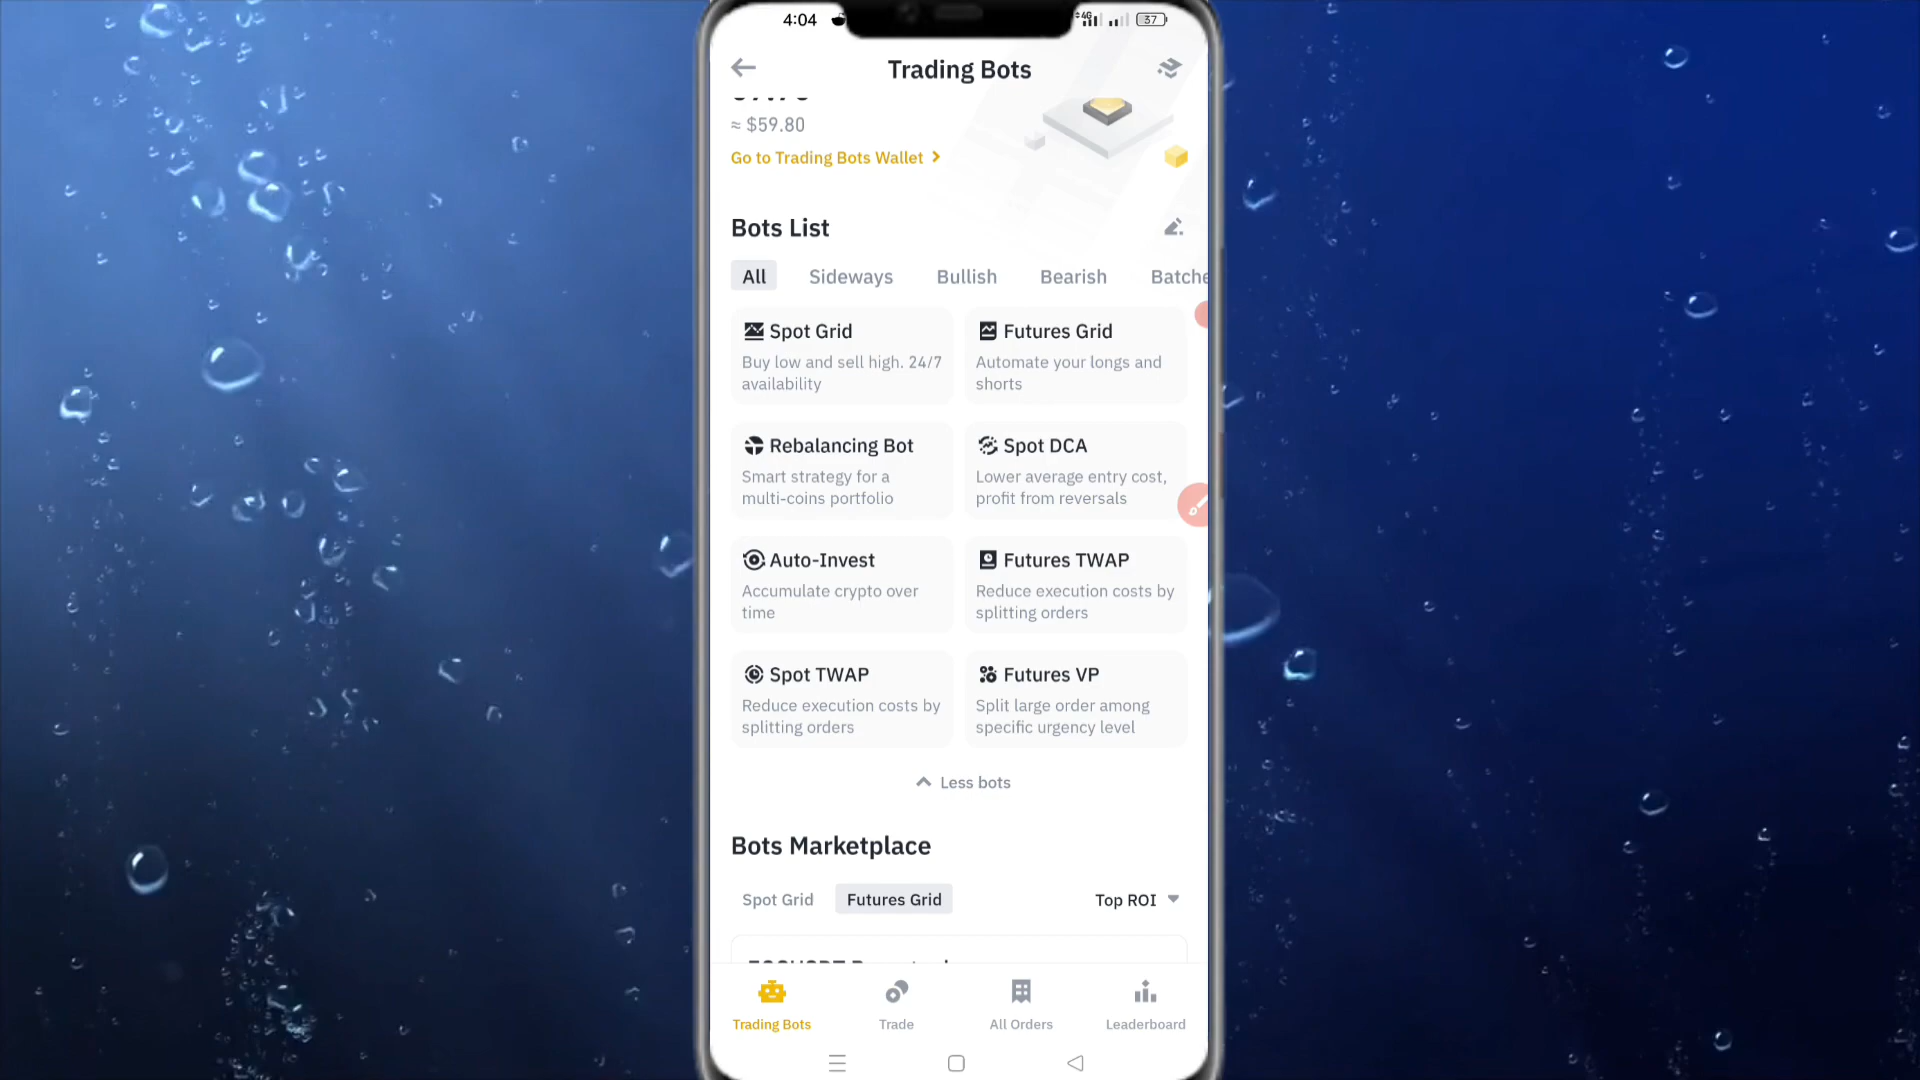 4:04
4G
37
Trading Bots
≈ $59.80
Go to Trading Bots Wallet
Bots List
All
Sideways
Bullish
Bearish
Batche
Spot Grid
Buy low and sell high. 24/7
availability
Futures Grid
Automate your longs and
shorts
Rebalancing Bot
Smart strategy for a
multi-coins portfolio
Spot DCA
Lower average entry cost,
profit from reversals
Auto-Invest
Accumulate crypto over
time
Futures TWAP
Reduce execution costs by
splitting orders
Spot TWAP
Reduce execution costs by
splitting orders
Futures VP
Split large order among
specific urgency level
Less bots
Bots Marketplace
Spot Grid
Futures Grid
Top ROI
Trading Bots
Trade
All Orders
Leaderboard